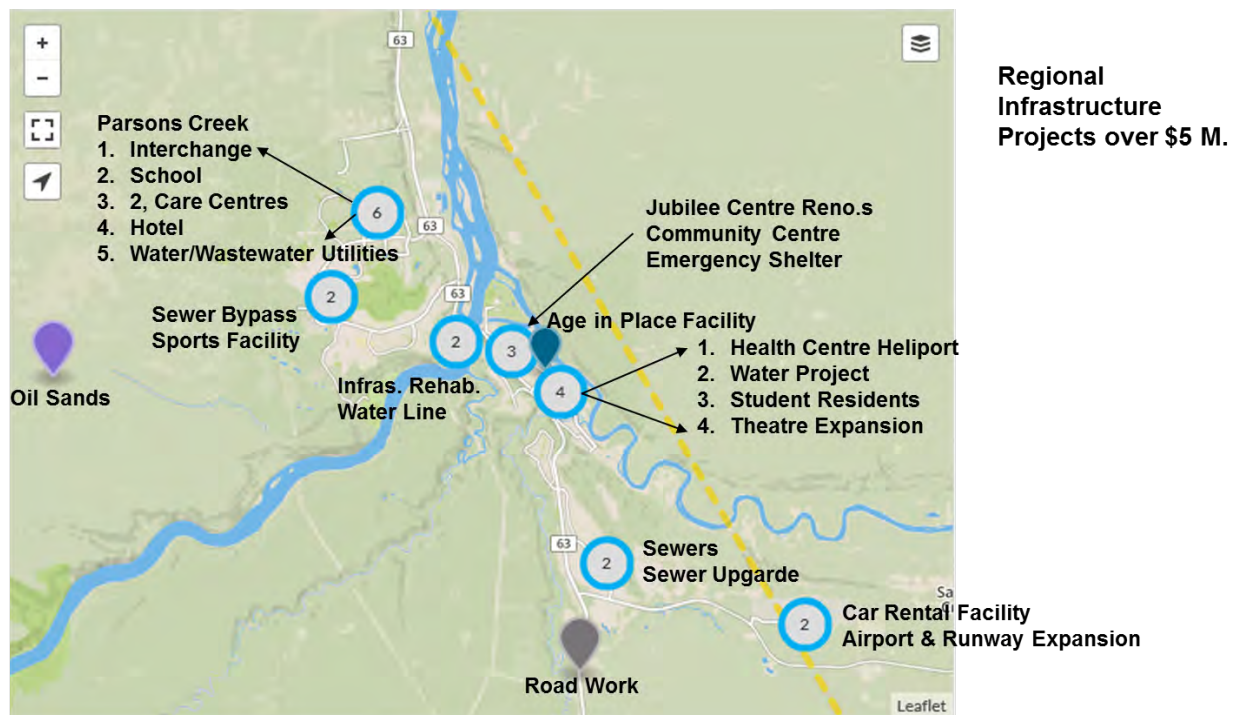 +
−
63
Regional
Infrastructure
Projects over $5 M.
Parsons Creek
1. Interchange
2. School
3. 2, Care Centres
4. Hotel
5. Water/Wastewater Utilities
6
63
Jubilee Centre Reno.s
Community Centre
Emergency Shelter
2
63
Sewer Bypass
Sports Facility
Oil Sands
2
3
Age in Place Facility
4
1. Health Centre Heliport
2. Water Project
3. Student Residents
4. Theatre Expansion
Infras. Rehab.
Water Line
63
2
Sewers
Sewer Upgarde
Sa
2
Car Rental Facility
Airport & Runway Expansion
Road Work
Leaflet